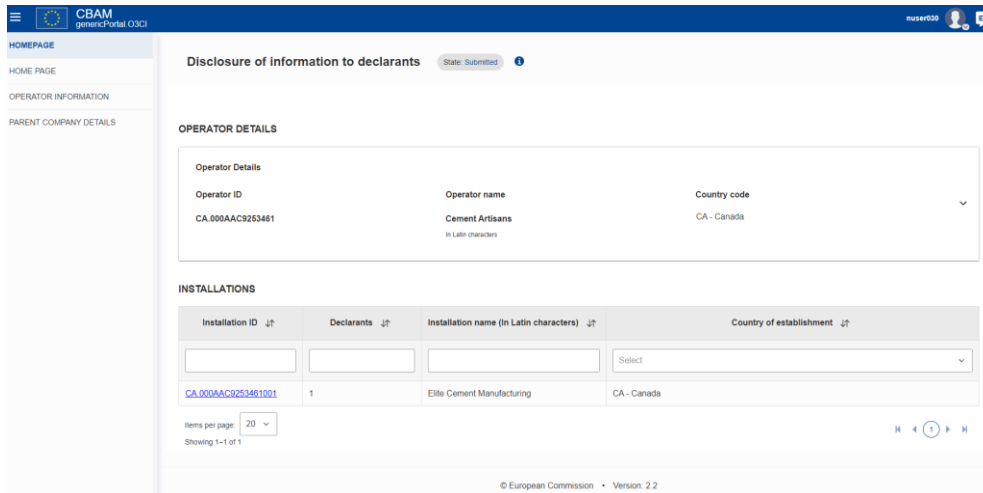 CBAM
genericPortal.O3CI
nuser030
HOMEPAGE
HOME PAGE
OPERATOR INFORMATION
PARENT COMPANY DETAILS
Disclosure of information to declarants
State: Submitted
OPERATOR DETAILS
Operator Details
Operator ID Operator name Country code
CA.000AAC9253461 Cement Artisans CA - Canada
In Latin characters
INSTALLATIONS
Installation ID Declarants Installation name (In Latin characters) Country of establishment
Select
CA.000AAC9253461001 1 Elite Cement Manufacturing CA - Canada
Items per page: 20
Showing 1–1 of 1
1
© European Commission • Version: 2.2